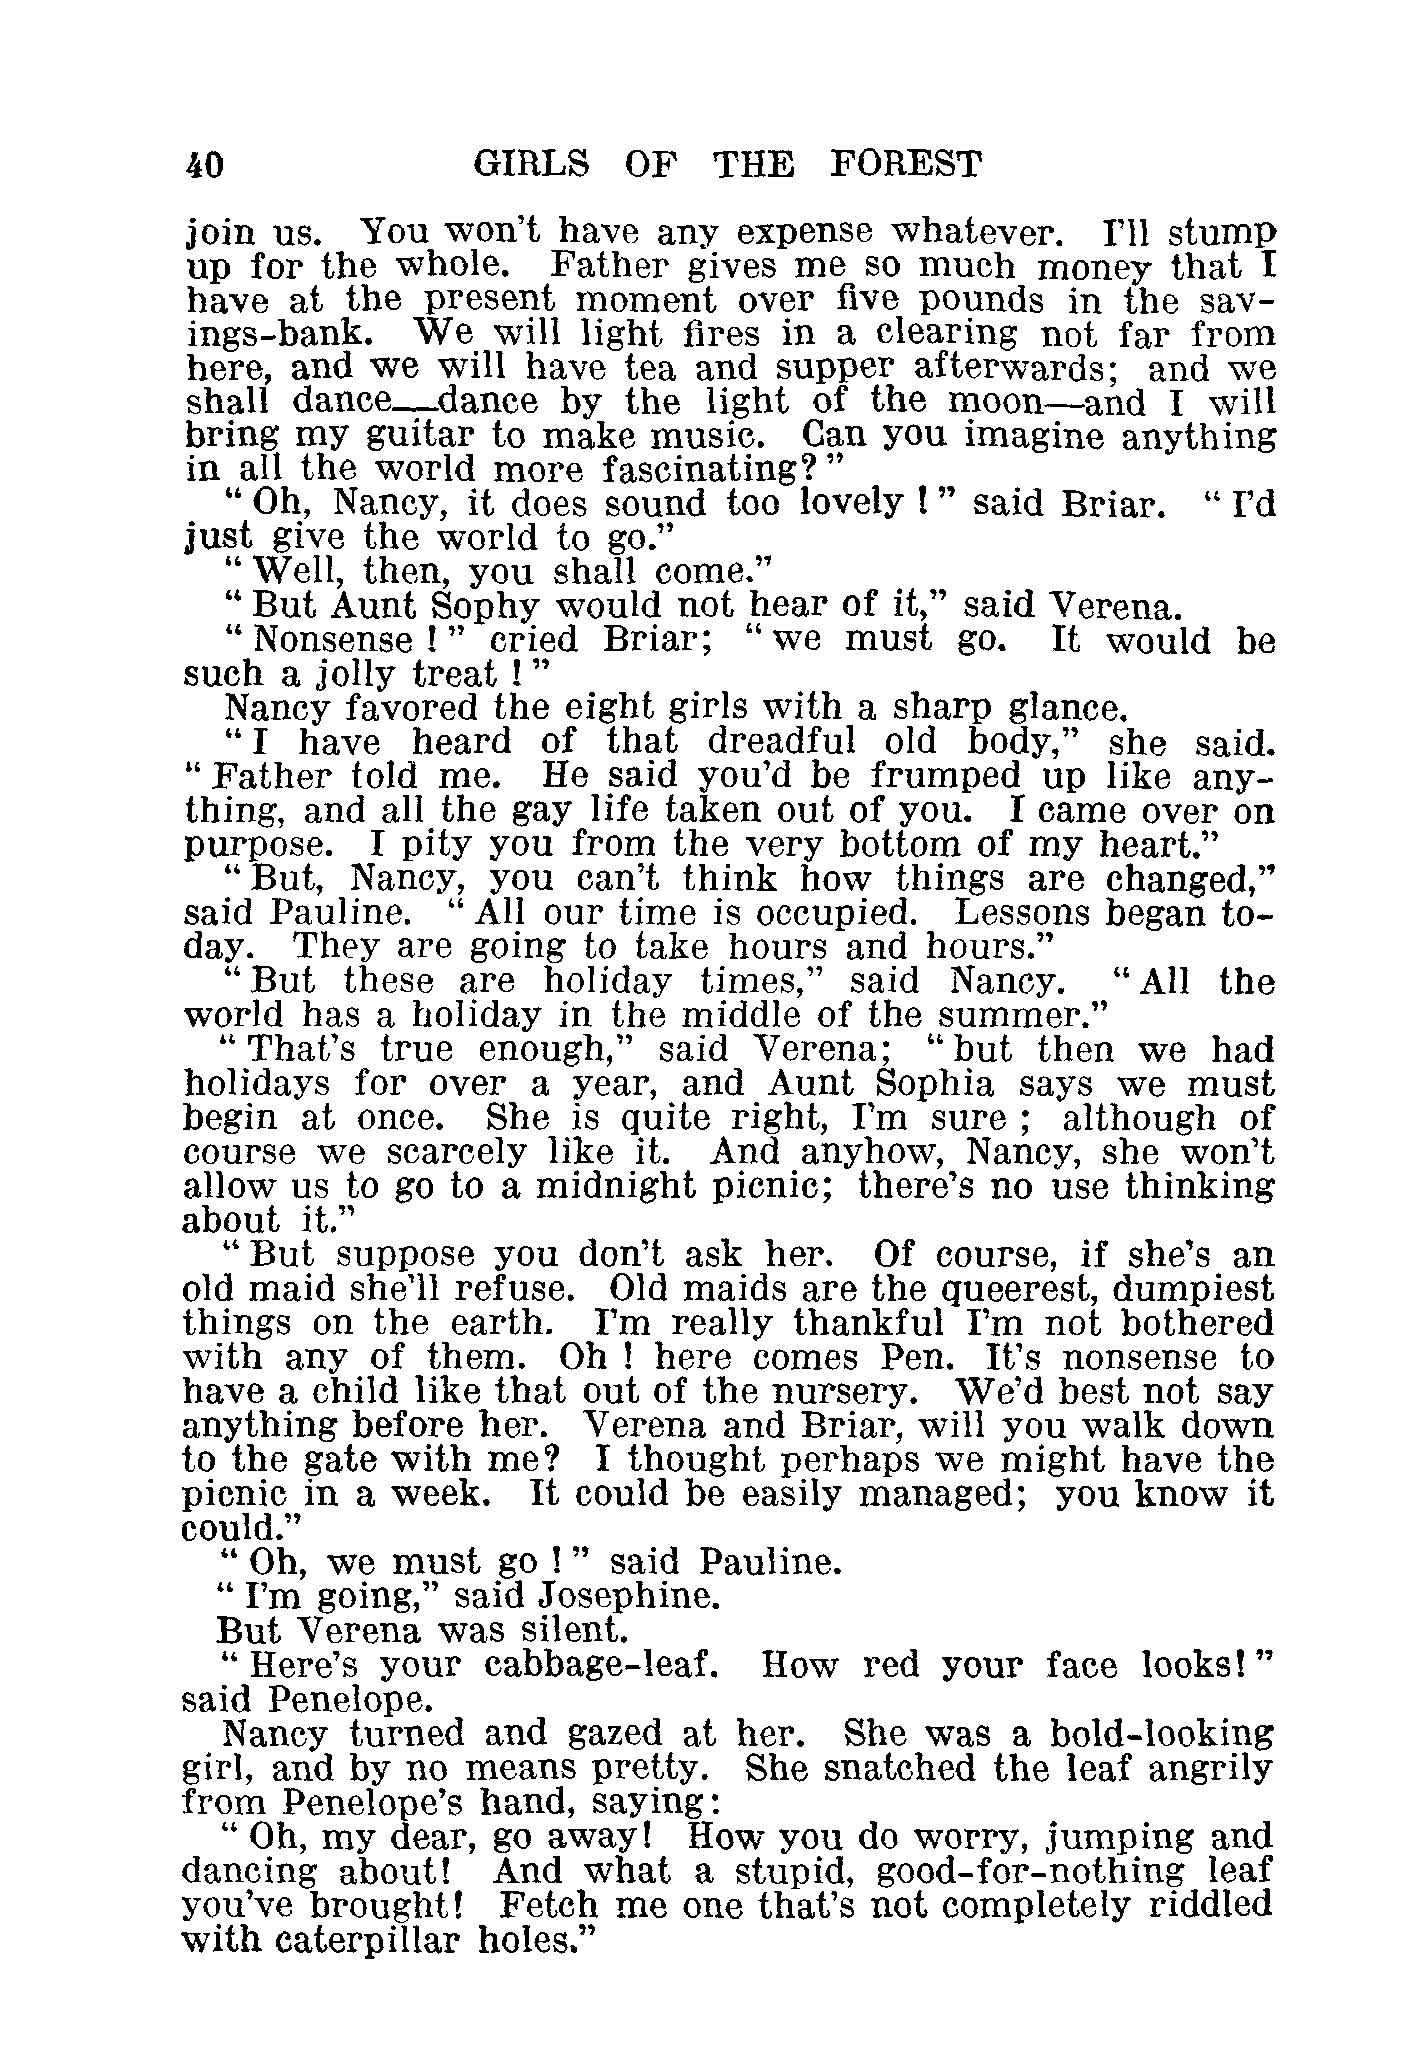 40 GIRLS OF THE FOREST
join us. You won't have any expense whatever. I'll stump
up for the whole. Father gives me so much money that I
have at the present moment over five pounds in the sav-
ings-bank. We will light fires in a clearing not far from
here, and we will have tea and supper afterwards; and we
shall dance—dance by the light of the moon—and I will
bring my guitar to make music. Can you imagine anything
in all the world more fascinating?"
"Oh, Nancy, it does sound too lovely!" said Briar. "I'd
just give the world to go."
"Well, then, you shall come."
"But Aunt Sophy would not hear of it," said Verena.
"Nonsense!" cried Briar; "we must go. It would be
such a jolly treat!"
Nancy favored the eight girls with a sharp glance.
"I have heard of that dreadful old body," she said.
"Father told me. He said you'd be frumped up like any-
thing, and all the gay life taken out of you. I came over on
purpose. I pity you from the very bottom of my heart."
"But, Nancy, you can't think how things are changed,"
said Pauline. "All our time is occupied. Lessons began to-
day. They are going to take hours and hours."
"But these are holiday times," said Nancy. "All the
world has a holiday in the middle of the summer."
"That's true enough," said Verena; "but then we had
holidays for over a year, and Aunt Sophia says we must
begin at once. She is quite right, I'm sure; although of
course we scarcely like it. And anyhow, Nancy, she won't
allow us to go to a midnight picnic; there's no use thinking
about it."
"But suppose you don't ask her. Of course, if she's an
old maid she'll refuse. Old maids are the queerest, dumpiest
things on the earth. I'm really thankful I'm not bothered
with any of them. Oh! here comes Pen. It's nonsense to
have a child like that out of the nursery. We'd best not say
anything before her. Verena and Briar, will you walk down
to the gate with me? I thought perhaps we might have the
picnic in a week. It could be easily managed; you know it
could."
"Oh, we must go!" said Pauline.
"I'm going," said Josephine.
But Verena was silent.
"Here's your cabbage-leaf. How red your face looks!"
said Penelope.
Nancy turned and gazed at her. She was a bold-looking
girl, and by no means pretty. She snatched the leaf angrily
from Penelope's hand, saying:
"Oh, my dear, go away! How you do worry, jumping and
dancing about! And what a stupid, good-for-nothing leaf
you've brought! Fetch me one that's not completely riddled
with caterpillar holes."